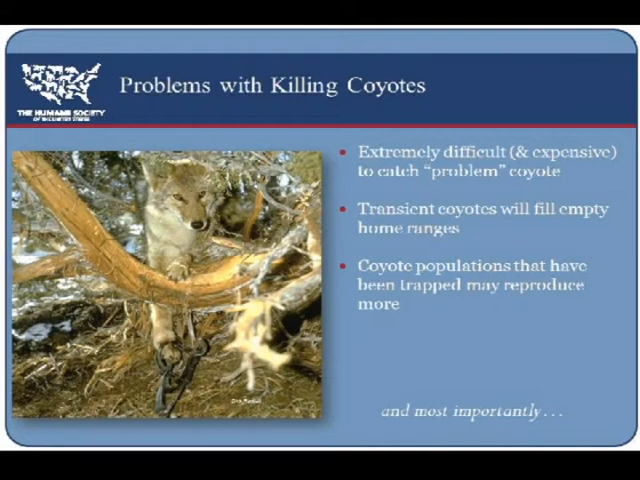 Problems with Killing Coyotes
THE HUMANE SOCIETY
OF THE UNITED STATES
• Extremely difficult (& expensive)
to catch “problem” coyote
• Transient coyotes will fill empty
home ranges
• Coyote populations that have
been trapped may reproduce
more
and most importantly...